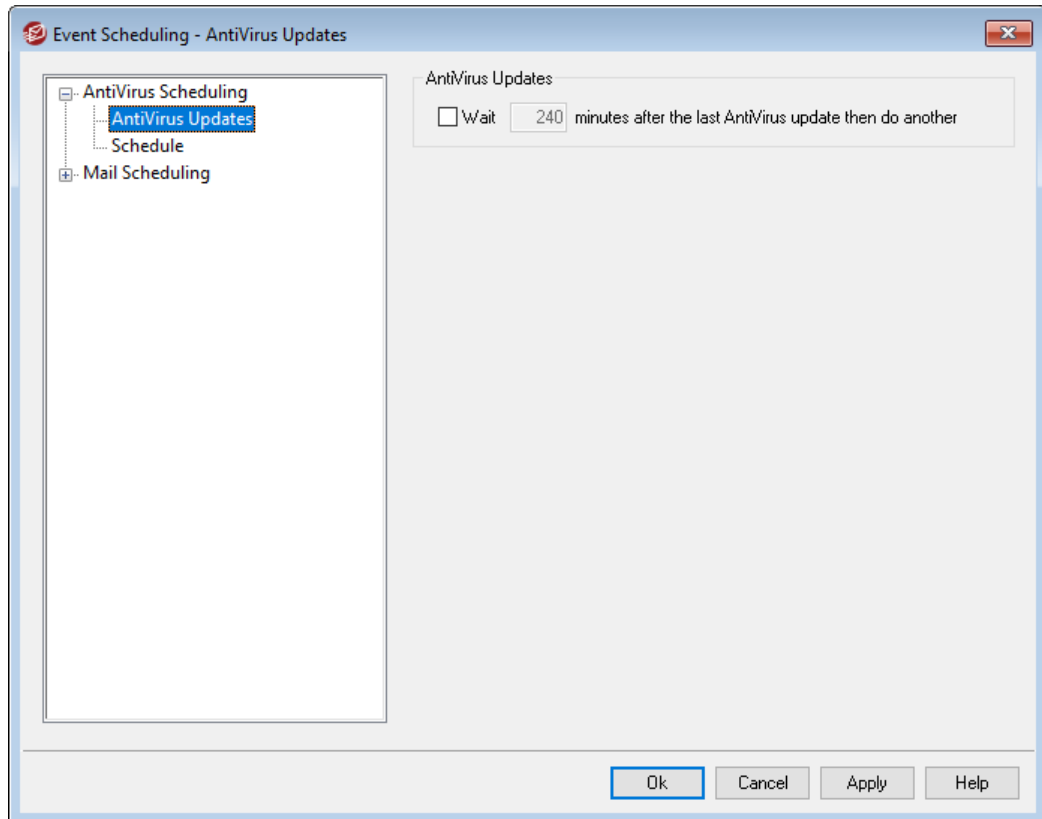 Event Scheduling - AntiVirus Updates
AntiVirus Scheduling
AntiVirus Updates
Schedule
Mail Scheduling
AntiVirus Updates
Wait 240 minutes after the last AntiVirus update then do another
Ok Cancel Apply Help